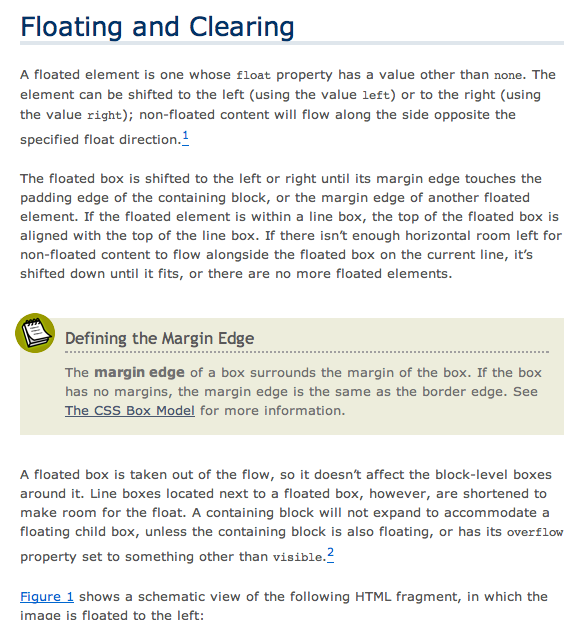 Floating and Clearing
A floated element is one whose float property has a value other than none. The
element can be shifted to the left (using the value left) or to the right (using
the value right); non-floated content will flow along the side opposite the
specified float direction.1
The floated box is shifted to the left or right until its margin edge touches the
padding edge of the containing block, or the margin edge of another floated
element. If the floated element is within a line box, the top of the floated box is
aligned with the top of the line box. If there isn’t enough horizontal room left for
non-floated content to flow alongside the floated box on the current line, it’s
shifted down until it fits, or there are no more floated elements.
Defining the Margin Edge
The margin edge of a box surrounds the margin of the box. If the box
has no margins, the margin edge is the same as the border edge. See
The CSS Box Model for more information.
A floated box is taken out of the flow, so it doesn’t affect the block-level boxes
around it. Line boxes located next to a floated box, however, are shortened to
make room for the float. A containing block will not expand to accommodate a
floating child box, unless the containing block is also floating, or has its overflow
property set to something other than visible.2
Figure 1 shows a schematic view of the following HTML fragment, in which the
image is floated to the left: